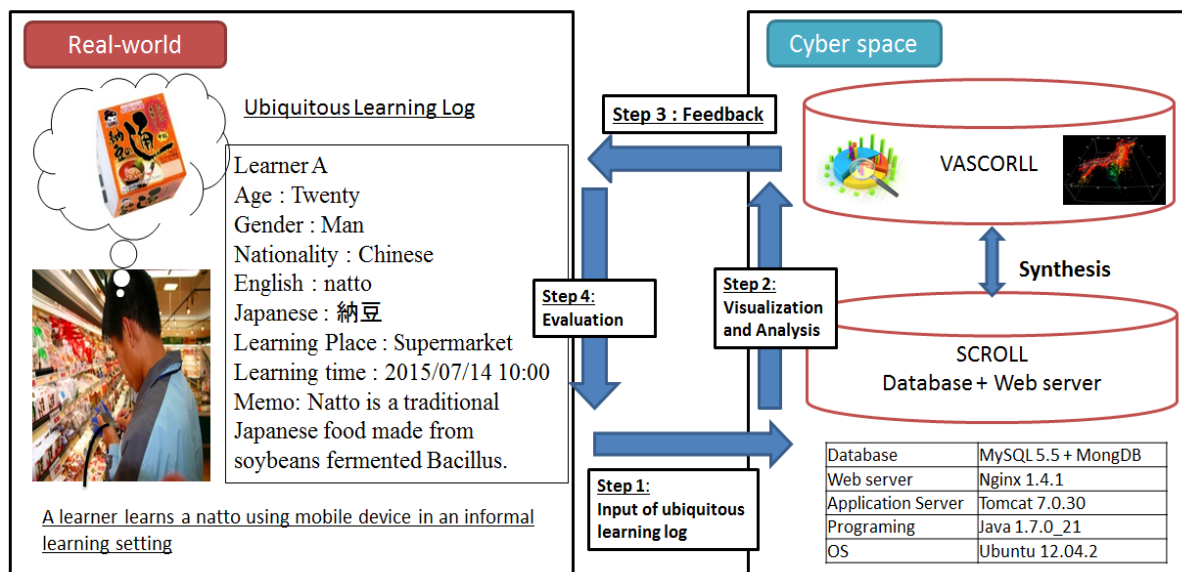 Real-world
Ubiquitous Learning Log
納豆
通
Learner A
Age : Twenty
Gender : Man
Nationality : Chinese
English : natto
Japanese : 納豆
Learning Place : Supermarket
Learning time : 2015/07/14 10:00
Memo: Natto is a traditional
Japanese food made from
soybeans fermented Bacillus.
A learner learns a natto using mobile device in an informal
learning setting
Step 3 : Feedback
Step 4:
Evaluation
Step 2:
Visualization
and Analysis
Step 1:
Input of ubiquitous
learning log
Cyber space
VASCORLL
Synthesis
SCROLL
Database + Web server
Database MySQL 5.5 + MongDB
Web server Nginx 1.4.1
Application Server Tomcat 7.0.30
Programing Java 1.7.0_21
OS Ubuntu 12.04.2